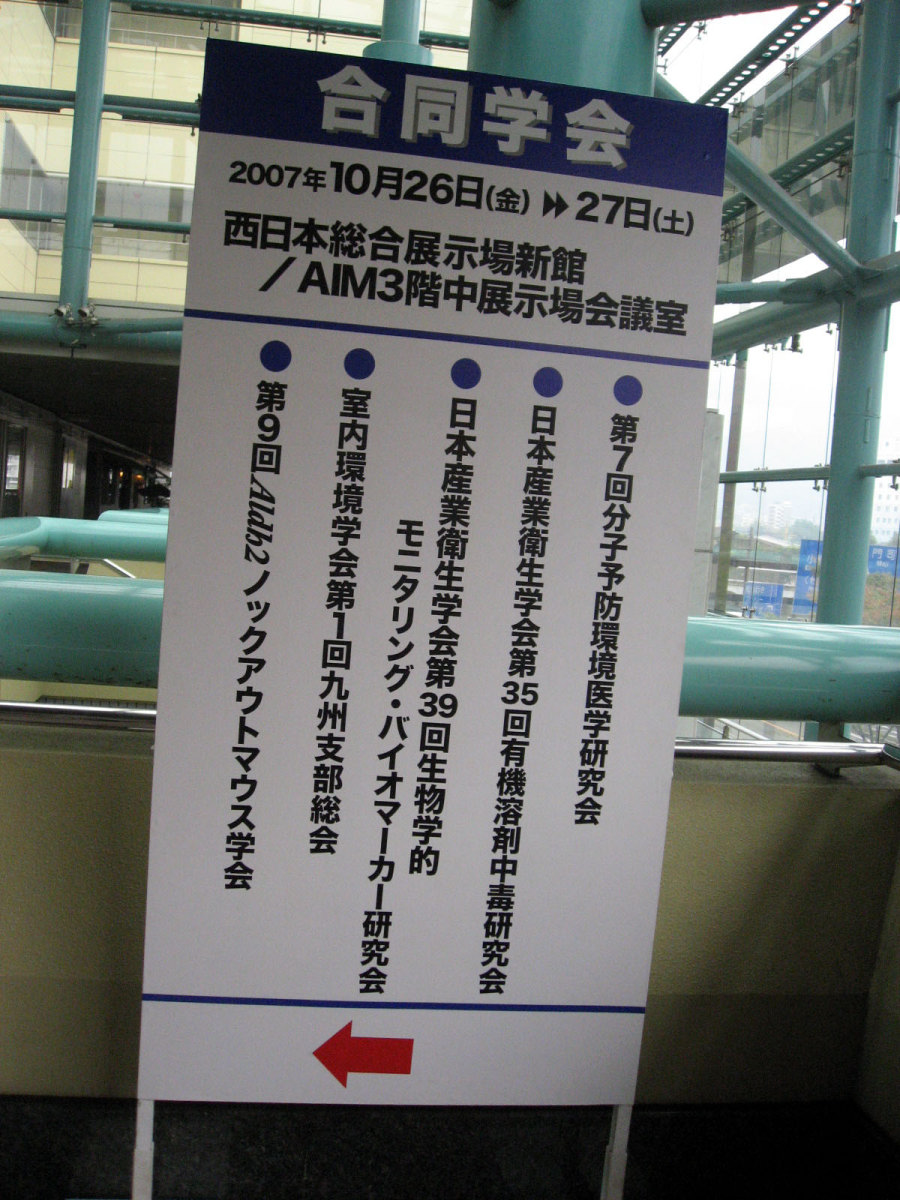 合同学会
2007年10月26日(金) ▶▶ 27日(土)
西日本総合展示場新館
／AIM3階中展示場会議室
● 第7回分子予防環境医学研究会
● 日本産業衛生学会第35回有機溶剤中毒研究会
● 日本産業衛生学会第39回生物学的
モニタリング・バイオマーカー研究会
● 室内環境学会第1回九州支部総会
● 第9回Aldh2ノックアウトマウス学会
門司